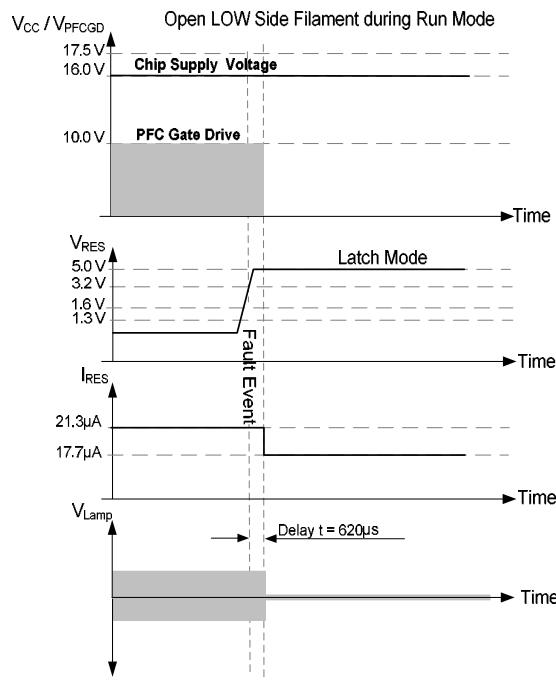 Open LOW Side Filament during Run Mode
VCC / VPFCGD
17.5 V
Chip Supply Voltage
16.0 V
PFC Gate Drive
10.0 V
Time
VRES
5.0 V
Latch Mode
3.2 V
1.6 V
1.3 V
Time
Fault Event
IRES
21.3µA
17.7µA
Time
VLamp
Delay t = 620µs
Time